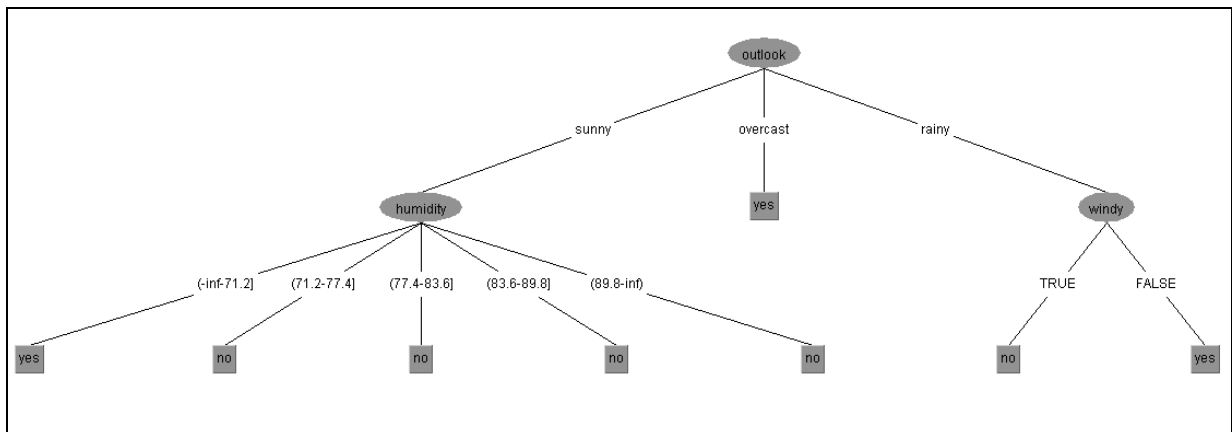 outlook
sunny overcast rainy
humidity yes windy
(-inf-71.2] (71.2-77.4] (77.4-83.6] (83.6-89.8] (89.8-inf) TRUE FALSE
yes no no no no no yes